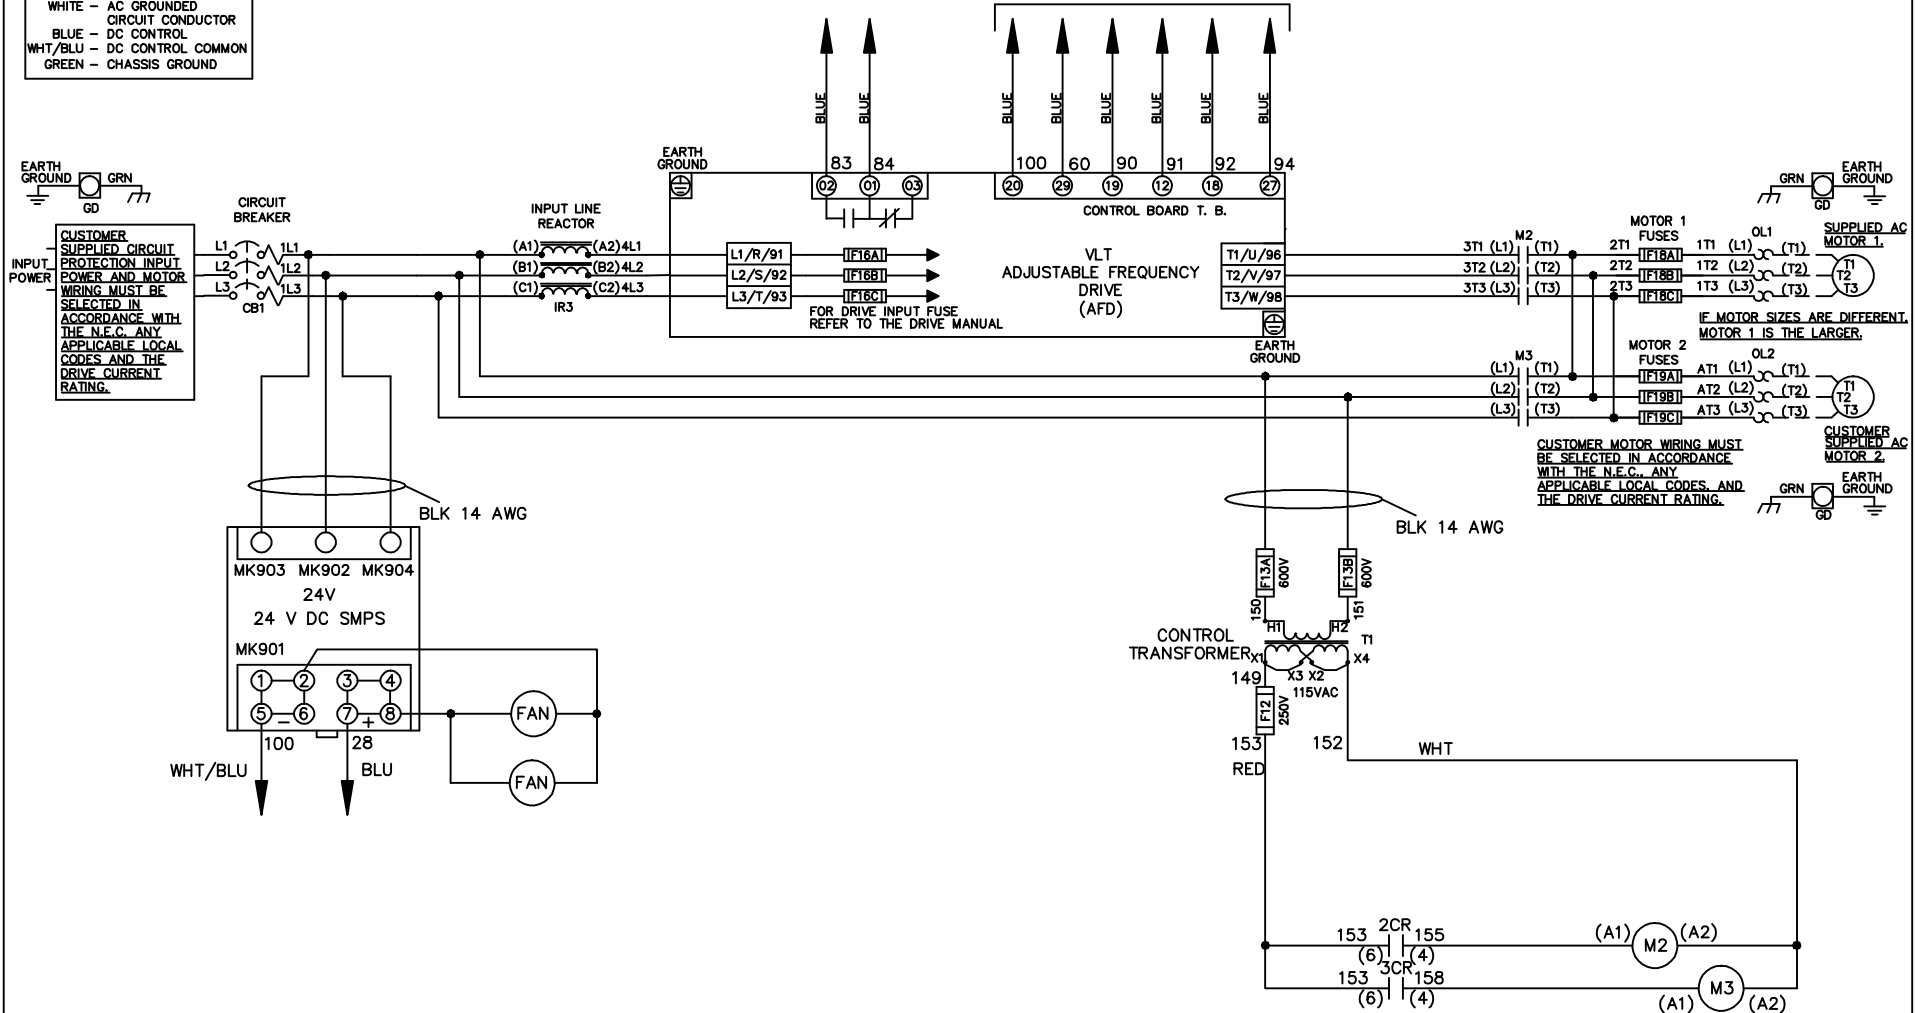 WHITE – AC GROUNDED
CIRCUIT CONDUCTOR
BLUE – DC CONTROL
WHT/BLU – DC CONTROL COMMON
GREEN – CHASSIS GROUND
BLUE
BLUE
BLUE
BLUE
BLUE
BLUE
BLUE
BLUE
EARTH
GROUND
GRN
GD
CIRCUIT
BREAKER
INPUT LINE
REACTOR
EARTH
GROUND
83
84
02
01
03
100
60
90
91
92
94
20
29
19
12
18
27
CONTROL BOARD T. B.
INPUT
POWER
CUSTOMER
SUPPLIED CIRCUIT
PROTECTION INPUT
POWER AND MOTOR
WIRING MUST BE
SELECTED IN
ACCORDANCE WITH
THE N.E.C. ANY
APPLICABLE LOCAL
CODES AND THE
DRIVE CURRENT
RATING.
L1
1L1
L2
1L2
L3
1L3
CB1
(A1)
(A2)
4L1
(B1)
(B2)
4L2
(C1)
(C2)
4L3
IR3
L1/R/91
F16A
L2/S/92
F16B
L3/T/93
F16C
FOR DRIVE INPUT FUSE
REFER TO THE DRIVE MANUAL
VLT
ADJUSTABLE FREQUENCY
DRIVE
(AFD)
T1/U/96
T2/V/97
T3/W/98
EARTH
GROUND
M2
3T1 (L1)
(T1)
3T2 (L2)
(T2)
3T3 (L3)
(T3)
MOTOR 1
FUSES
2T1
F18A
1T1 (L1)
2T2
F18B
1T2 (L2)
2T3
F18C
1T3 (L3)
OL1
(T1)
(T2)
(T3)
GRN
GD
EARTH
GROUND
SUPPLIED AC
MOTOR 1.
T1
T2
T3
IF MOTOR SIZES ARE DIFFERENT,
MOTOR 1 IS THE LARGER.
M3
(L1)
(T1)
(L2)
(T2)
(L3)
(T3)
MOTOR 2
FUSES
F19A
AT1 (L1)
F19B
AT2 (L2)
F19C
AT3 (L3)
OL2
(T1)
(T2)
(T3)
T1
T2
T3
CUSTOMER
SUPPLIED AC
MOTOR 2.
CUSTOMER MOTOR WIRING MUST
BE SELECTED IN ACCORDANCE
WITH THE N.E.C., ANY
APPLICABLE LOCAL CODES, AND
THE DRIVE CURRENT RATING.
GRN
GD
EARTH
GROUND
BLK 14 AWG
BLK 14 AWG
MK903
MK902
MK904
24V
24 V DC SMPS
MK901
1
2
3
4
5
–
6
7
+
8
100
28
WHT/BLU
BLU
FAN
FAN
F13A
600V
F13B
600V
150
151
H1
H2
T1
CONTROL
TRANSFORMER
X1
X4
X3 X2
115VAC
149
F12
250V
153
RED
152
WHT
2CR
153
155
(6)
(4)
(A1)
M2
(A2)
3CR
153
158
(6)
(4)
(A1)
M3
(A2)